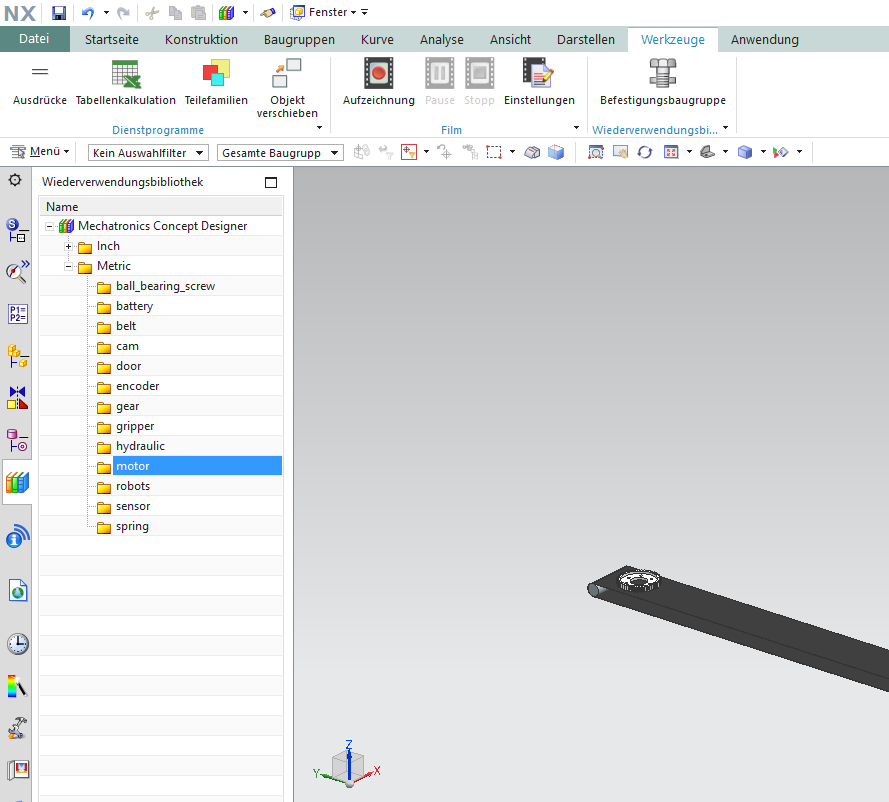 NX Fenster
Datei Startseite Konstruktion Baugruppen Kurve Analyse Ansicht Darstellen Werkzeuge Anwendung
Ausdrücke Tabellenkalkulation Teilefamilien Objekt verschieben Aufzeichnung Pause Stopp Einstellungen Befestigungsbaugruppe
Dienstprogramme Film Wiederverwendungsbi...
Menü Kein Auswahlfilter Gesamte Baugrupp
Wiederverwendungsbibliothek
Name
Mechatronics Concept Designer
Inch
Metric
ball_bearing_screw
battery
belt
cam
door
encoder
gear
gripper
hydraulic
motor
robots
sensor
spring
S
P1=
P2=
Z
Y X